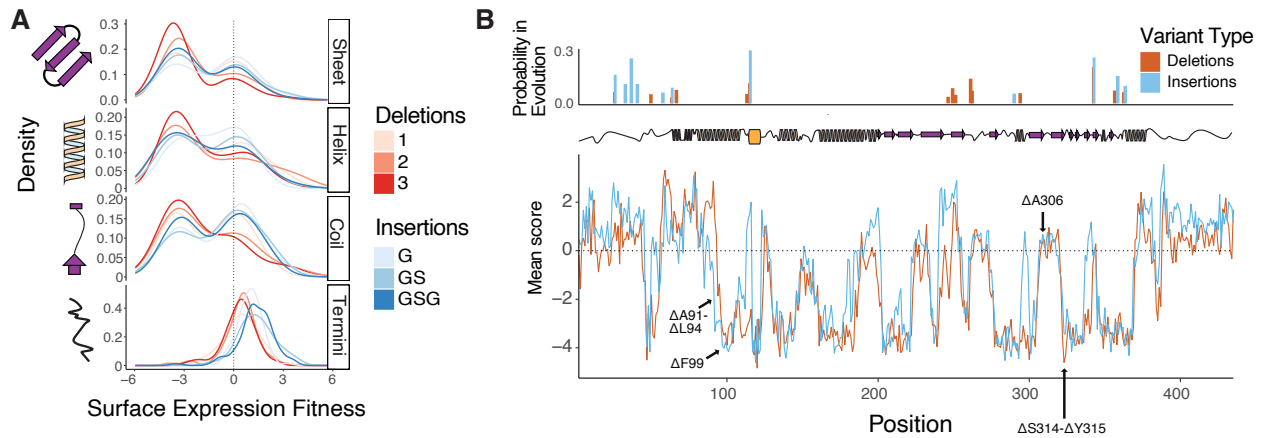 A
Density
0.3
0.2
0.1
0.0
Sheet
0.20
0.15
0.10
0.05
0
Helix
0.20
0.15
0.10
0.05
0
Coil
0.4
0.2
0
Termini
−6
−3
0
3
6
Surface Expression Fitness
Deletions
1
2
3
Insertions
G
GS
GSG
B
Probability in
Evolution
0.3
0.0
Variant Type
Deletions
Insertions
Mean score
2
0
−2
−4
ΔA91-
ΔL94
ΔF99
ΔA306
ΔS314-ΔY315
100
200
300
400
Position